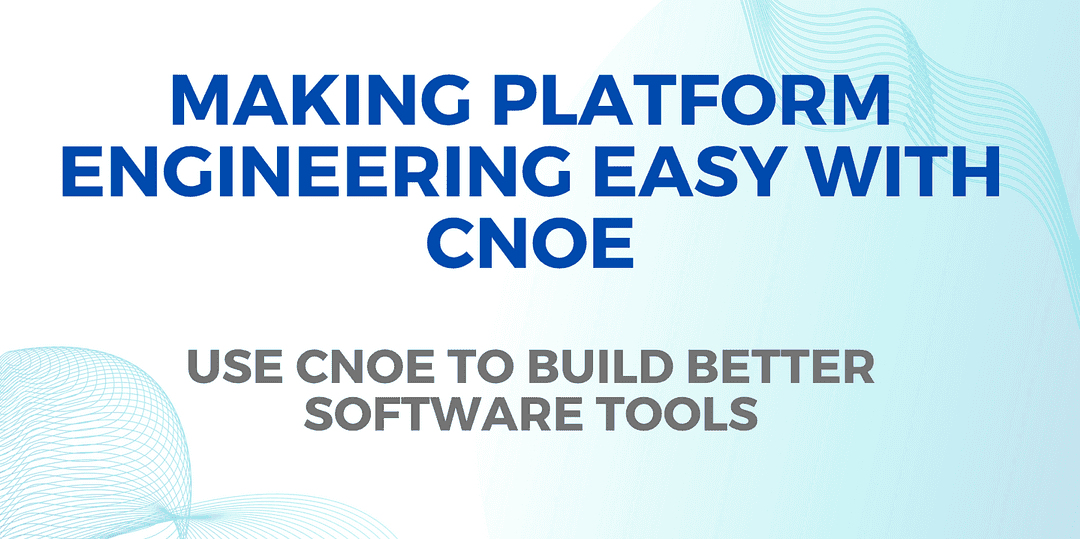 MAKING PLATFORM
ENGINEERING EASY WITH
CNOE
USE CNOE TO BUILD BETTER
SOFTWARE TOOLS